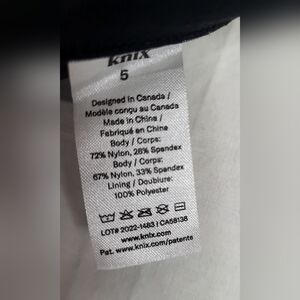 knix
5
Designed in Canada /
Modèle conçu au Canada
Made in China /
Fabriqué en Chine
Body / Corps:
72% Nylon, 28% Spandex
Body / Corps:
67% Nylon, 33% Spandex
Lining / Doublure:
100% Polyester
LOT# 2022-1483 | CA58138
www.knix.com
Pat. www.knix.com/patents